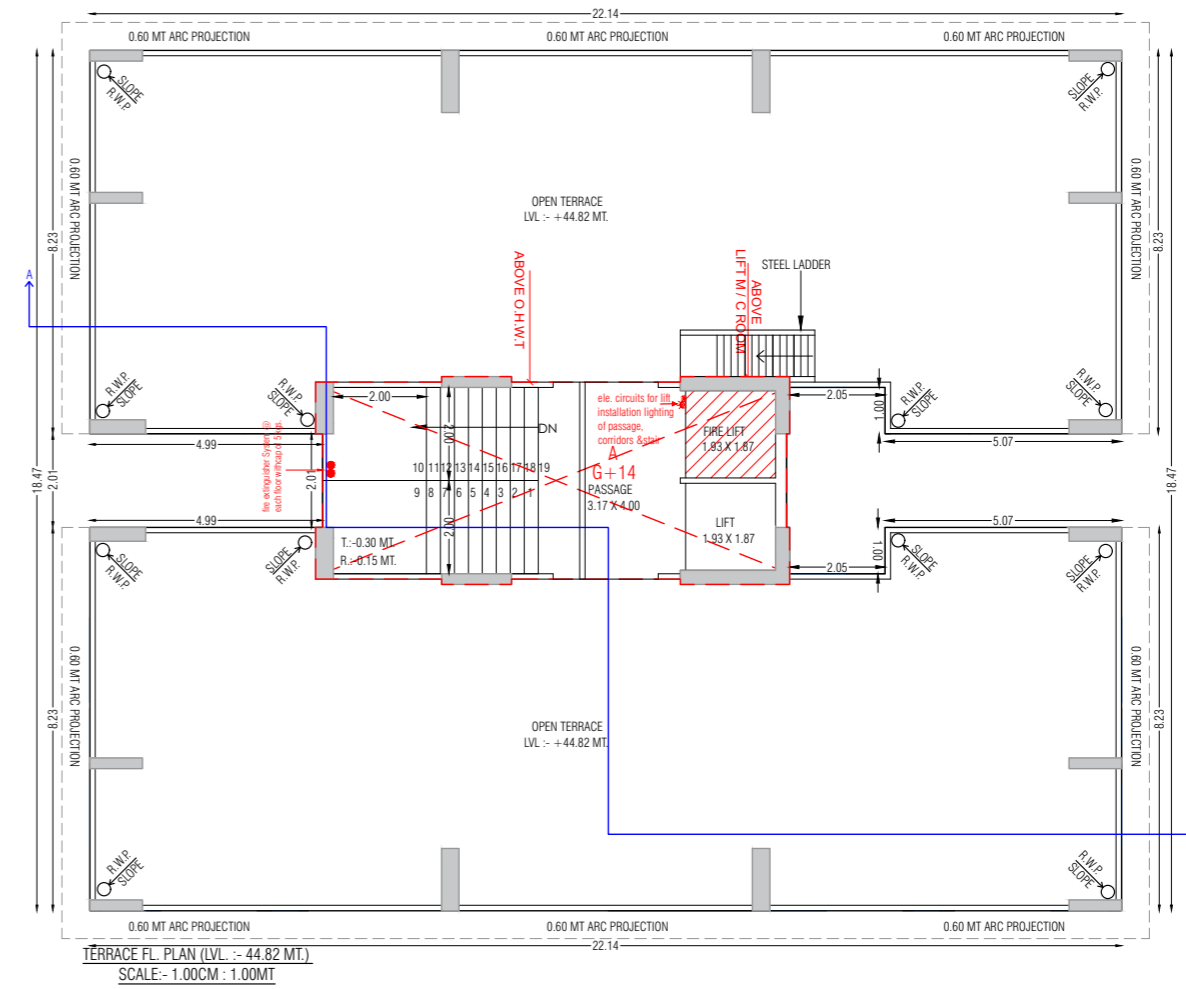 22.14
0.60 MT ARC PROJECTION
0.60 MT ARC PROJECTION
0.60 MT ARC PROJECTION
SLOPE
R.W.P.
SLOPE
R.W.P.
0.60 MT ARC PROJECTION
0.60 MT ARC PROJECTION
OPEN TERRACE
LVL :- +44.82 MT.
8.23
8.23
A
ABOVE O.H.W.T
ABOVE
LIFT M / C ROOM
STEEL LADDER
R.W.P.
SLOPE
R.W.P.
SLOPE
R.W.P.
SLOPE
R.W.P.
SLOPE
2.00
2.00
2.05
1.00
4.99
5.07
DN
ele. circuits for lift
installation lighting
of passage,
corridors &stair
FIRE LIFT
1.93 X 1.87
A
G+14
PASSAGE
3.17 X 4.00
fire extinguisher System @
each floor withcap of 5 kgs.
18.47
2.01
2.01
18.47
10 11 12 13 14 15 16 17 18 19
9 8 7 6 5 4 3 2 1
2.00
4.99
5.07
T.:-0.30 MT.
R.:-0.15 MT.
LIFT
1.93 X 1.87
1.00
2.05
SLOPE
R.W.P.
SLOPE
R.W.P.
SLOPE
R.W.P.
SLOPE
R.W.P.
0.60 MT ARC PROJECTION
0.60 MT ARC PROJECTION
OPEN TERRACE
LVL :- +44.82 MT.
8.23
8.23
R.W.P.
SLOPE
R.W.P.
SLOPE
0.60 MT ARC PROJECTION
0.60 MT ARC PROJECTION
0.60 MT ARC PROJECTION
22.14
TERRACE FL. PLAN (LVL. :- 44.82 MT.)
SCALE:- 1.00CM : 1.00MT